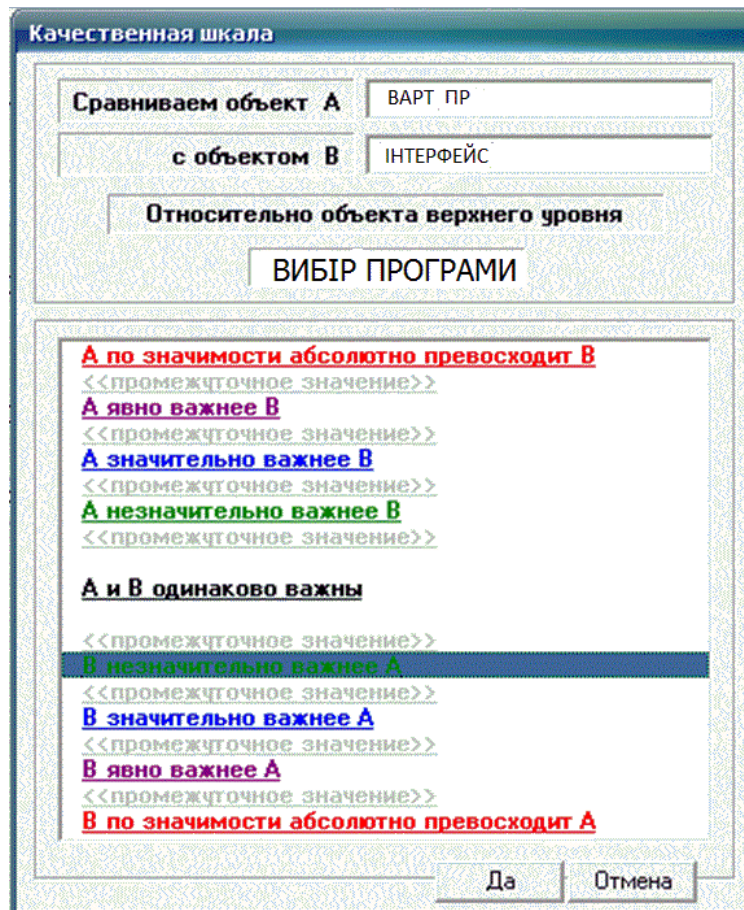 Качественная шкала
Сравниваем объект A ВАРТ ПР
с объектом B ІНТЕРФЕЙС
Относительно объекта верхнего уровня
ВИБІР ПРОГРАМИ
A по значимости абсолютно превосходит B
<<промежуточное значение>>
A явно важнее B
<<промежуточное значение>>
A значительно важнее B
<<промежуточное значение>>
A незначительно важнее B
<<промежуточное значение>>
A и B одинаково важны
<<промежуточное значение>>
B незначительно важнее A
<<промежуточное значение>>
B значительно важнее A
<<промежуточное значение>>
B явно важнее A
<<промежуточное значение>>
B по значимости абсолютно превосходит A
Да Отмена